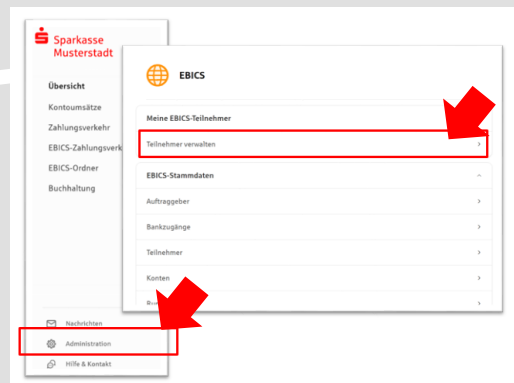 Sparkasse
Musterstadt
Übersicht
Kontoumsätze
Zahlungsverkehr
EBICS-Zahlungsverk
EBICS-Ordner
Buchhaltung
Nachrichten
Administration
Hilfe & Kontakt
EBICS
Meine EBICS-Teilnehmer
Teilnehmer verwalten
EBICS-Stammdaten
Auftraggeber
Bankzugänge
Teilnehmer
Konten